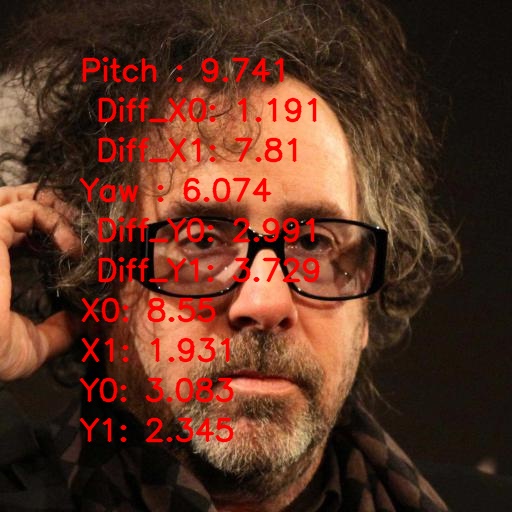 Pitch : 9.741
Diff_X0: 1.191
Diff_X1: 7.81
Yaw : 6.074
Diff_Y0: 2.991
Diff_Y1: 3.729
X0: 8.55
X1: 1.931
Y0: 3.083
Y1: 2.345